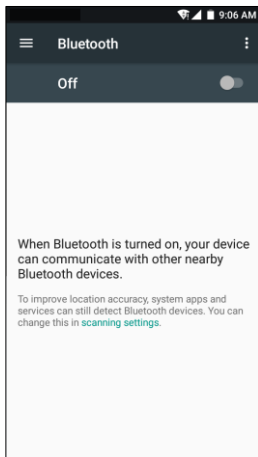 9:06 AM
Bluetooth
Off
When Bluetooth is turned on, your device
can communicate with other nearby
Bluetooth devices.
To improve location accuracy, system apps and
services can still detect Bluetooth devices. You can
change this in scanning settings.